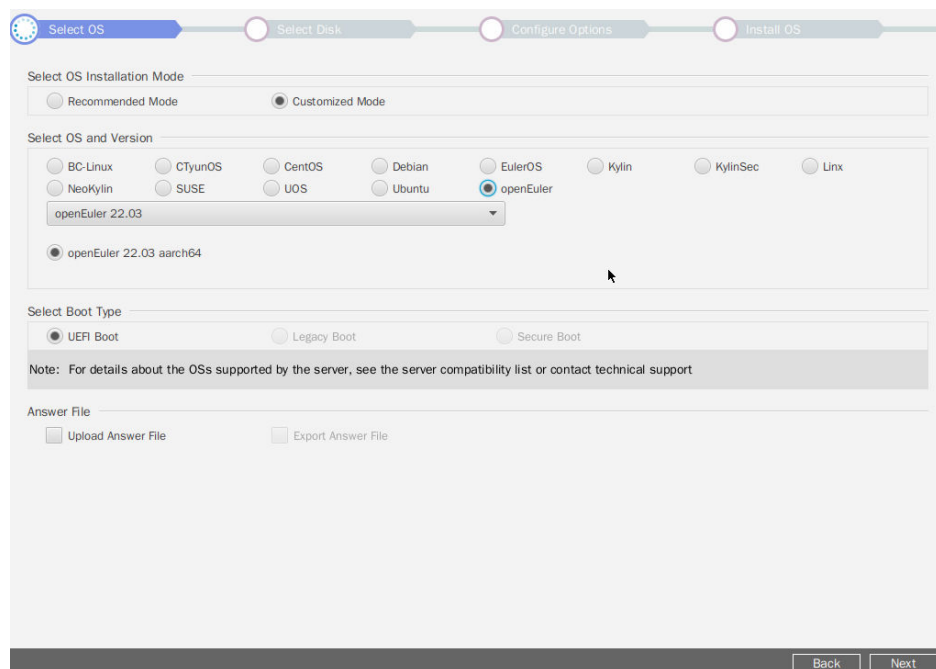 Select OS Select Disk Configure Options Install OS
Select OS Installation Mode
Recommended Mode Customized Mode
Select OS and Version
BC-Linux CTyunOS CentOS Debian EulerOS Kylin KylinSec Linx
NeoKylin SUSE UOS Ubuntu openEuler
openEuler 22.03
openEuler 22.03 aarch64
Select Boot Type
UEFI Boot Legacy Boot Secure Boot
Note: For details about the OSs supported by the server, see the server compatibility list or contact technical support
Answer File
Upload Answer File Export Answer File
Back Next